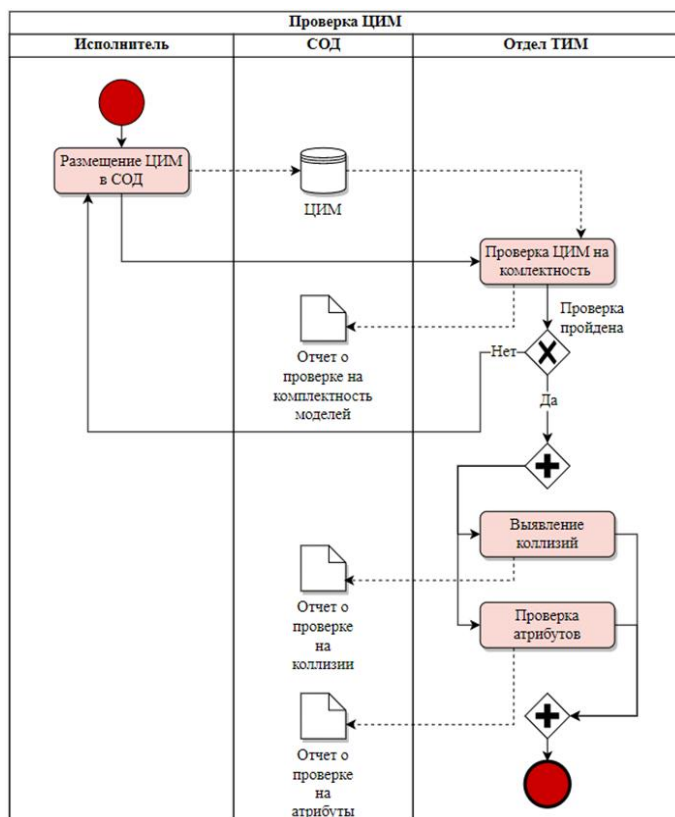 Проверка ЦИМ
Исполнитель
СОД
Отдел ТИМ
Размещение ЦИМ
в СОД
ЦИМ
Проверка ЦИМ на
комлектность
Проверка
пройдена
Отчет о
проверке на
комплектность
моделей
Нет
Да
Выявление
коллизий
Отчет о
проверке
на
коллизии
Проверка
атрибутов
Отчет о
проверке
на
атрибуты